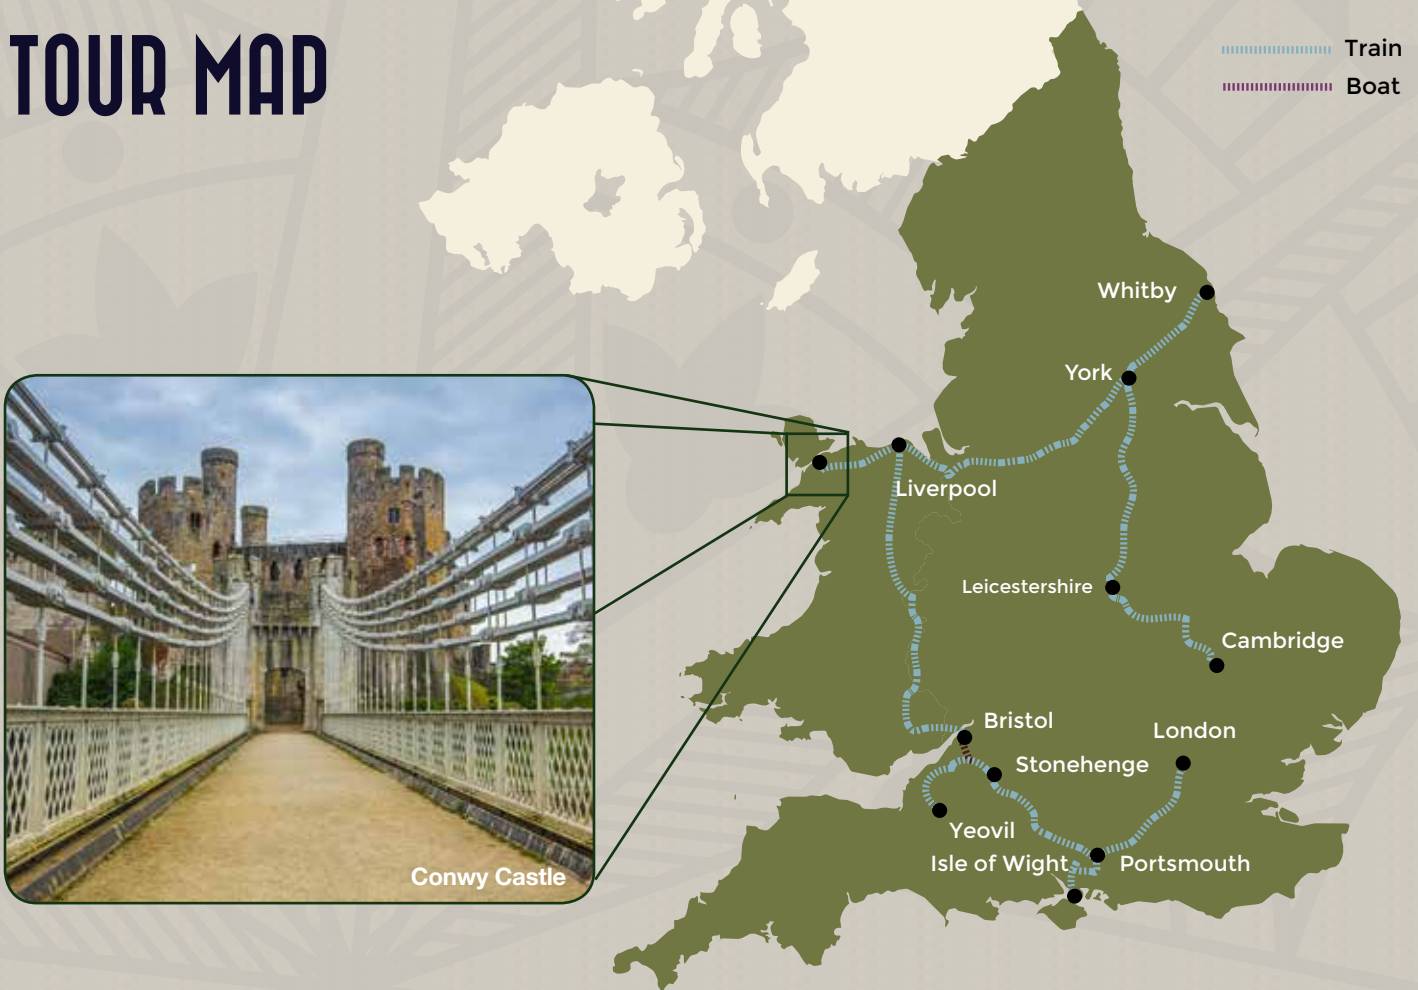 TOUR MAP
Train
Boat
Whitby
York
Liverpool
Leicestershire
Cambridge
Bristol
London
Stonehenge
Yeovil
Isle of Wight
Portsmouth
Conwy Castle